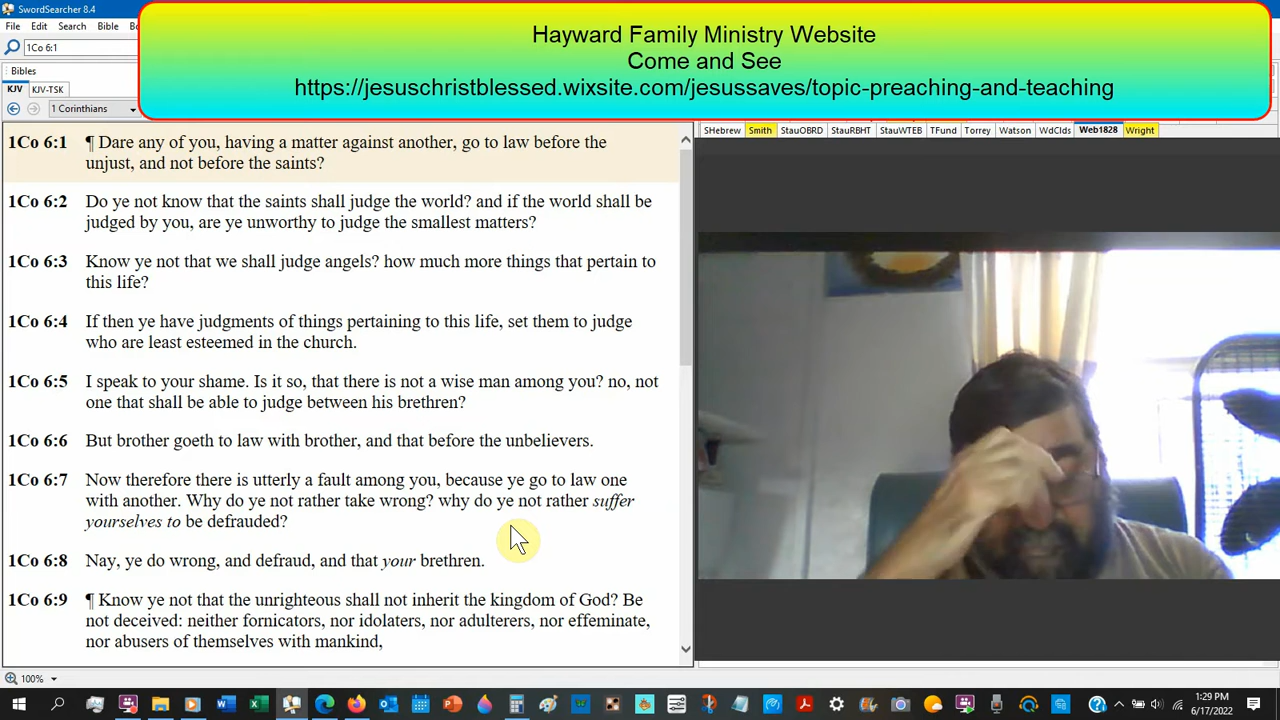 SwordSearcher 8.4
File Edit Search Bible
1Co 6:1
Hayward Family Ministry Website
Come and See
https://jesuschristblessed.wixsite.com/jesussaves/topic-preaching-and-teaching
Bibles
KJV KJV-TSK
1 Corinthians
SHebrew Smith StauOBRD StauRBHT StauWTEB TFund Torrey Watson WdClds Web1828 Wright
1Co 6:1 ¶ Dare any of you, having a matter against another, go to law before the
unjust, and not before the saints?
1Co 6:2 Do ye not know that the saints shall judge the world? and if the world shall be
judged by you, are ye unworthy to judge the smallest matters?
1Co 6:3 Know ye not that we shall judge angels? how much more things that pertain to
this life?
1Co 6:4 If then ye have judgments of things pertaining to this life, set them to judge
who are least esteemed in the church.
1Co 6:5 I speak to your shame. Is it so, that there is not a wise man among you? no, not
one that shall be able to judge between his brethren?
1Co 6:6 But brother goeth to law with brother, and that before the unbelievers.
1Co 6:7 Now therefore there is utterly a fault among you, because ye go to law one
with another. Why do ye not rather take wrong? why do ye not rather suffer
yourselves to be defrauded?
1Co 6:8 Nay, ye do wrong, and defraud, and that your brethren.
1Co 6:9 ¶ Know ye not that the unrighteous shall not inherit the kingdom of God? Be
not deceived: neither fornicators, nor idolaters, nor adulterers, nor effeminate,
nor abusers of themselves with mankind,
100%
1:29 PM
6/17/2022